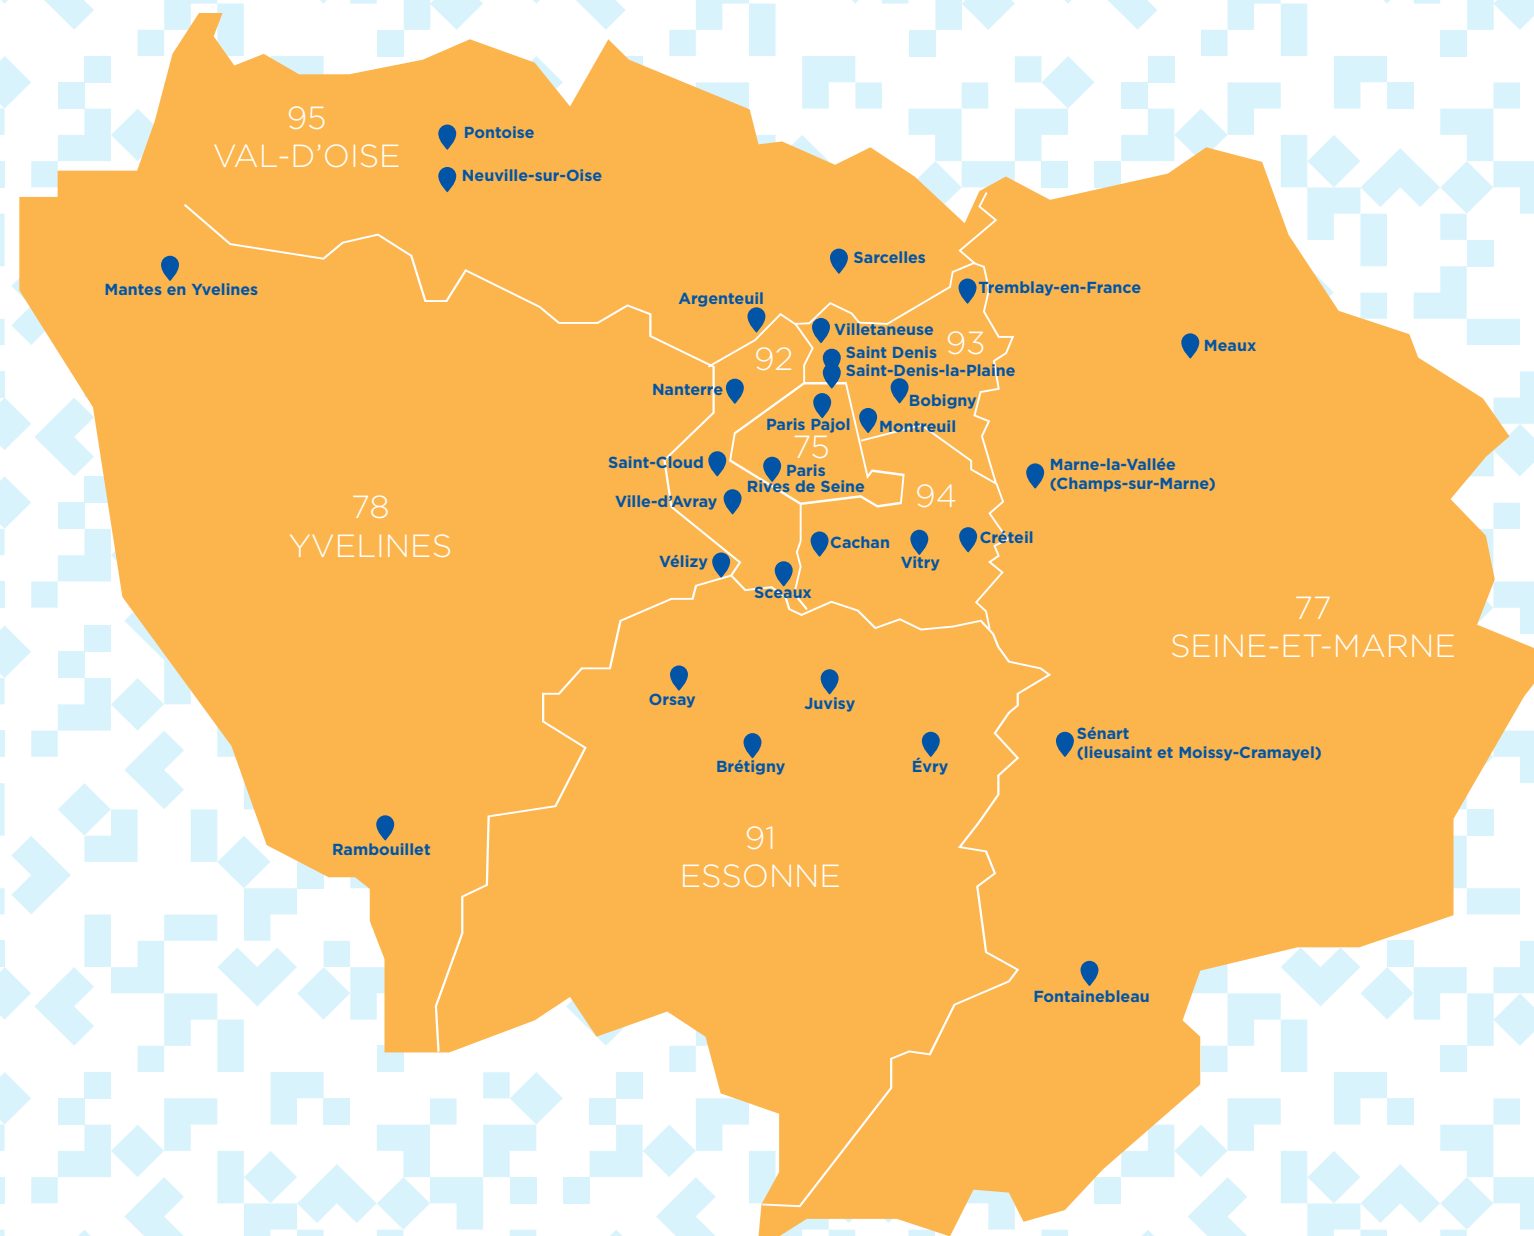 95
VAL-D'OISE
Pontoise
Neuville-sur-Oise
Mantes en Yvelines
Sarcelles
Tremblay-en-France
Argenteuil
Villetaneuse
93
Meaux
92
Saint Denis
Saint-Denis-la-Plaine
Nanterre
Bobigny
Paris Pajol
Montreuil
75
Saint-Cloud
Paris
Rives de Seine
Marne-la-Vallée
(Champs-sur-Marne)
94
Ville-d'Avray
78
YVELINES
Cachan
Vitry
Créteil
Vélizy
Sceaux
77
SEINE-ET-MARNE
Orsay
Juvisy
Brétigny
Évry
Sénart
(lieusaint et Moissy-Cramayel)
Rambouillet
91
ESSONNE
Fontainebleau